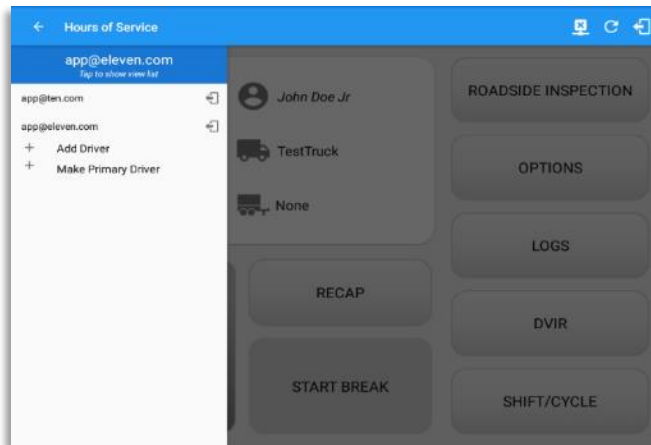 Hours of Service
app@eleven.com
Tap to show view list
app@ten.com
app@eleven.com
+ Add Driver
+ Make Primary Driver
John Doe Jr
TestTruck
None
RECAP
START BREAK
ROADSIDE INSPECTION
OPTIONS
LOGS
DVIR
SHIFT/CYCLE